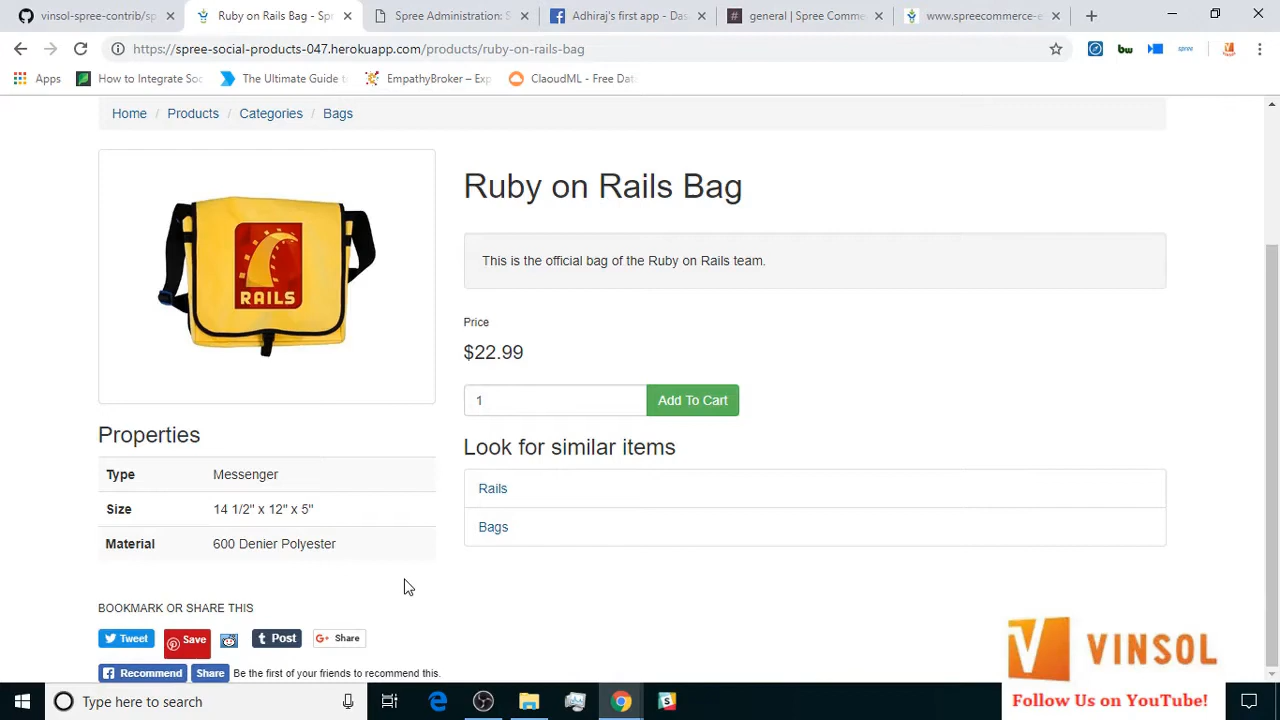 vinsol-spree-contrib/sp
Ruby on Rails Bag - Spr
Spree Administration: S
Adhiraj's first app - Das
general | Spree Comme
www.spreecommerce-e
https://spree-social-products-047.herokuapp.com/products/ruby-on-rails-bag
bw
spree
Apps
How to Integrate Soc
The Ultimate Guide t
EmpathyBroker – Exp
ClaoudML - Free Data
Home / Products / Categories / Bags
RAILS
Ruby on Rails Bag
This is the official bag of the Ruby on Rails team.
Price
$22.99
1
Add To Cart
Properties
Type Messenger
Size 14 1/2" x 12" x 5"
Material 600 Denier Polyester
Look for similar items
Rails
Bags
BOOKMARK OR SHARE THIS
Tweet
Save
t Post
G+ Share
Recommend
Share
Be the first of your friends to recommend this.
VINSOL
Follow Us on YouTube!
Type here to search